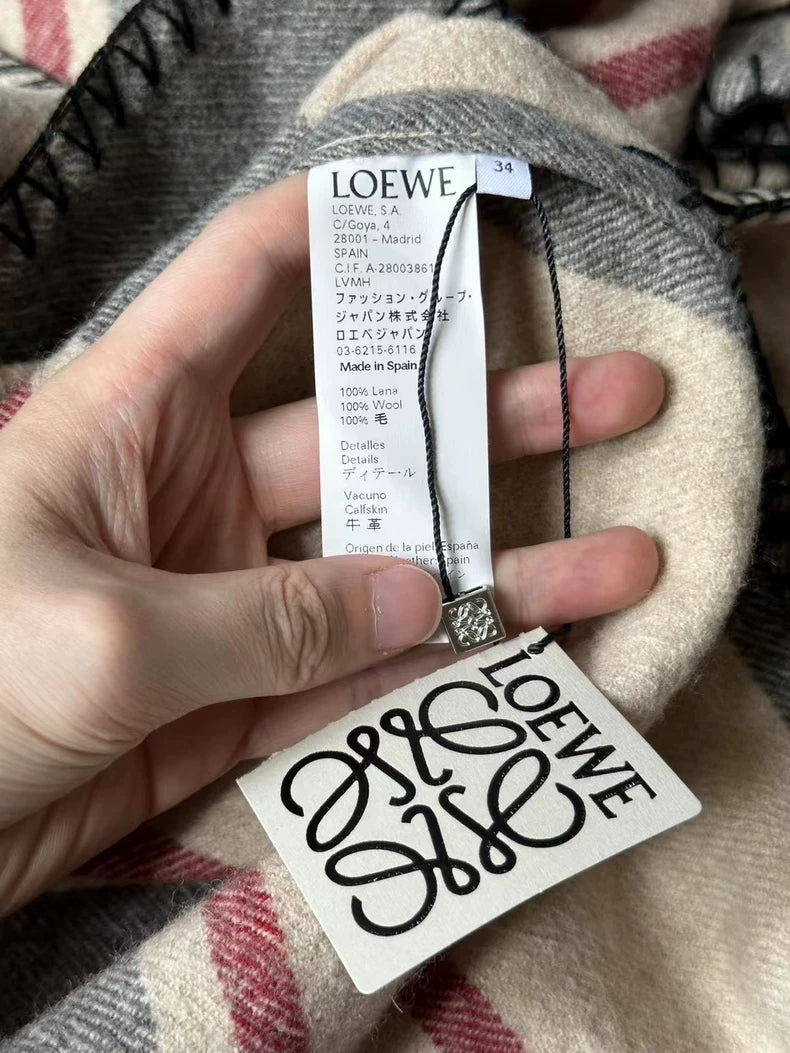 LOEWE
34
LOEWE, S.A.
C/Goya, 4
28001 – Madrid
SPAIN
C.I.F. A-28003861
LVMH
ファッション・グループ・
ジャパン株式会社
ロエベジャパン
03-6215-6116
Made in Spain
100% Lana
100% Wool
100% 毛
Detalles
Details
ディテール
Vacuno
Calfskin
牛革
Origen de la piel España
LOEWE